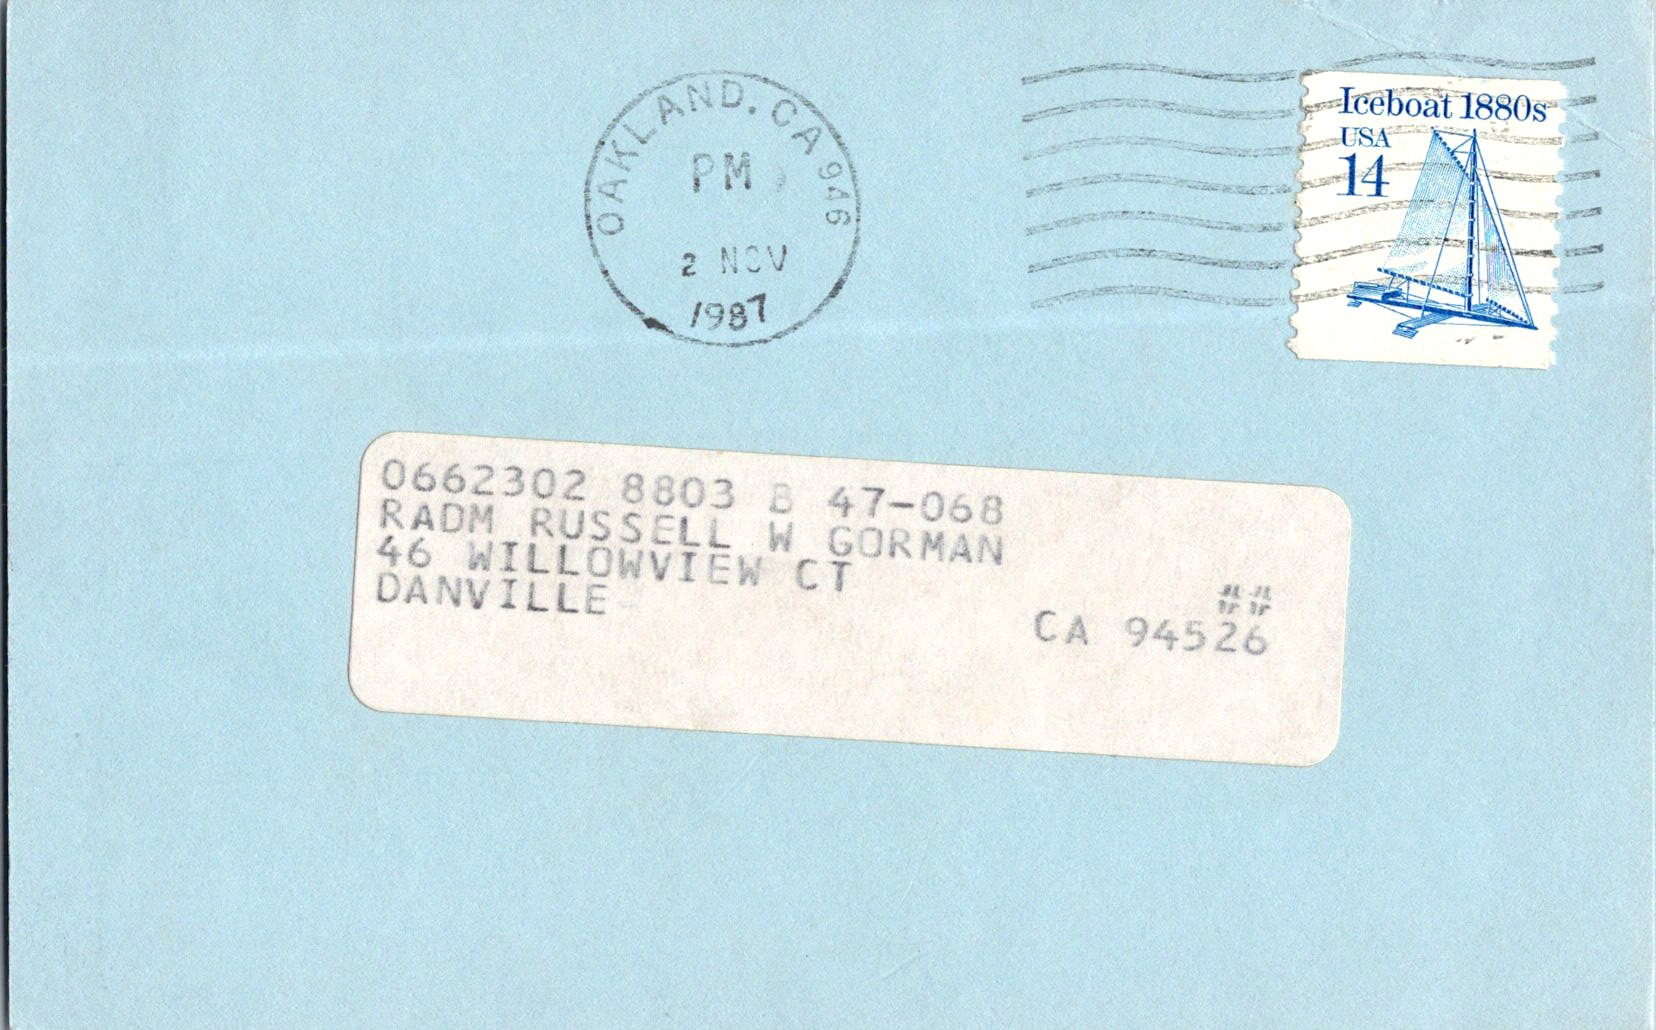 OAKLAND, CA 946
PM
2 NOV
1987
Iceboat 1880s
USA
14
0662302 8803 B 47-068
RADM RUSSELL W GORMAN
46 WILLOWVIEW CT
##
DANVILLE
CA 94526